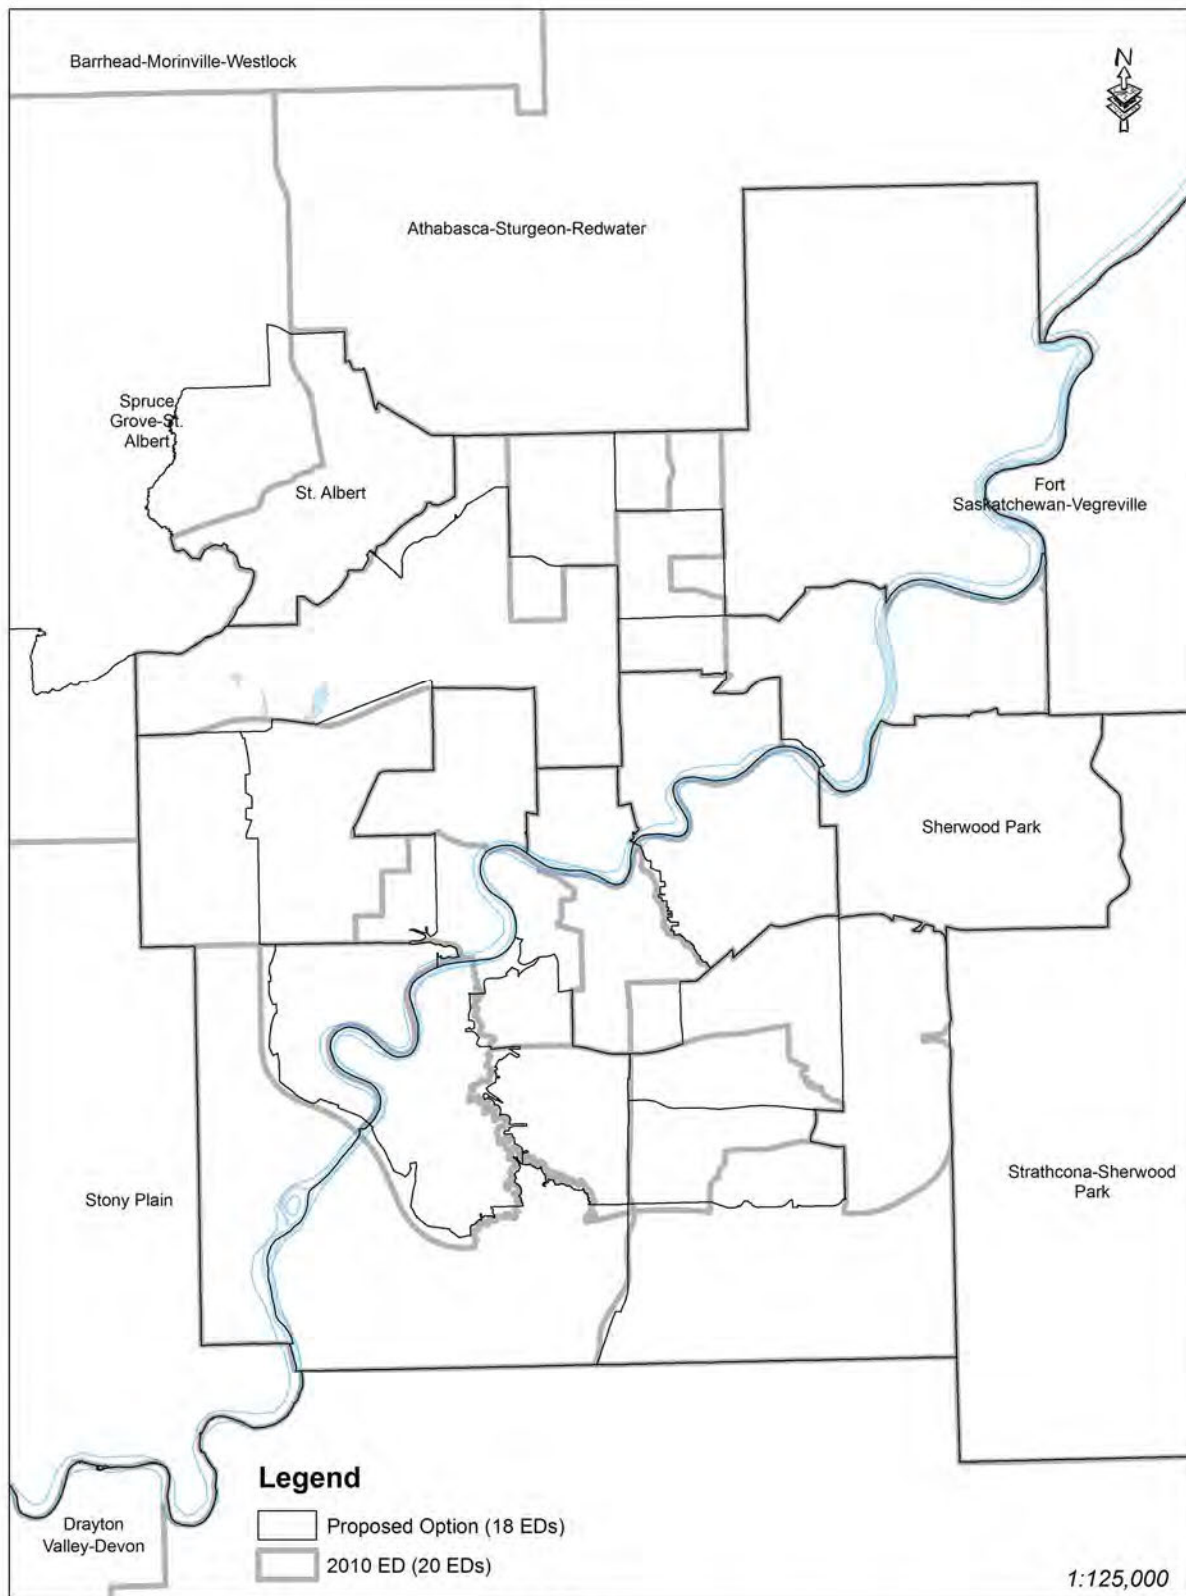 Barrhead-Morinville-Westlock
N
Athabasca-Sturgeon-Redwater
Spruce
Grove-St.
Albert
St. Albert
Fort
Saskatchewan-Vegreville
Sherwood Park
Strathcona-Sherwood
Park
Stony Plain
Drayton
Valley-Devon
Legend
Proposed Option (18 EDs)
2010 ED (20 EDs)
1:125,000